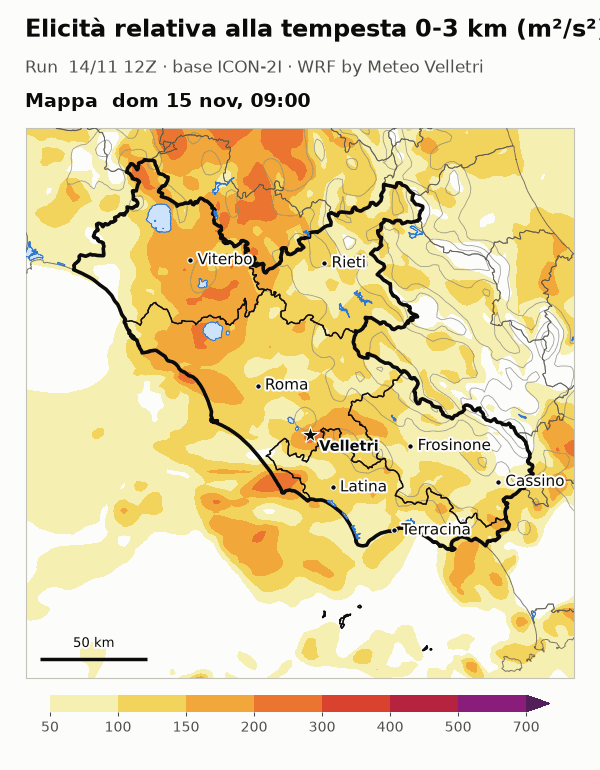 Elicità relativa alla tempesta 0-3 km (m²/s²)
Run 14/11 12Z · base ICON-2I · WRF by Meteo Velletri
Mappa dom 15 nov, 09:00
Viterbo
Rieti
Roma
Velletri
Frosinone
Latina
Cassino
Terracina
50 km
50 100 150 200 300 400 500 700